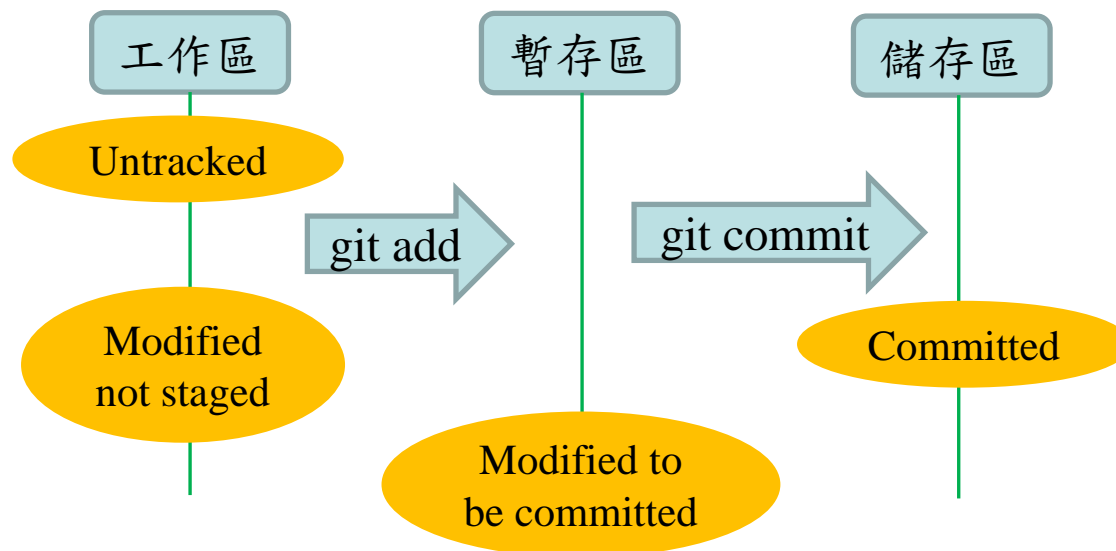 工作區
暫存區
儲存區
Untracked
git add
git commit
Modified
not staged
Committed
Modified to
be committed